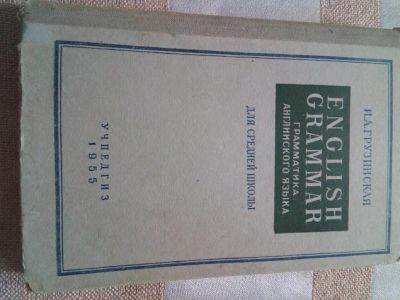 И.А.ГРУЗИНСКАЯ
ENGLISH
GRAMMAR
ГРАММАТИКА
АНГЛИЙСКОГО ЯЗЫКА
ДЛЯ СРЕДНЕЙ ШКОЛЫ
УЧПЕДГИЗ
1955